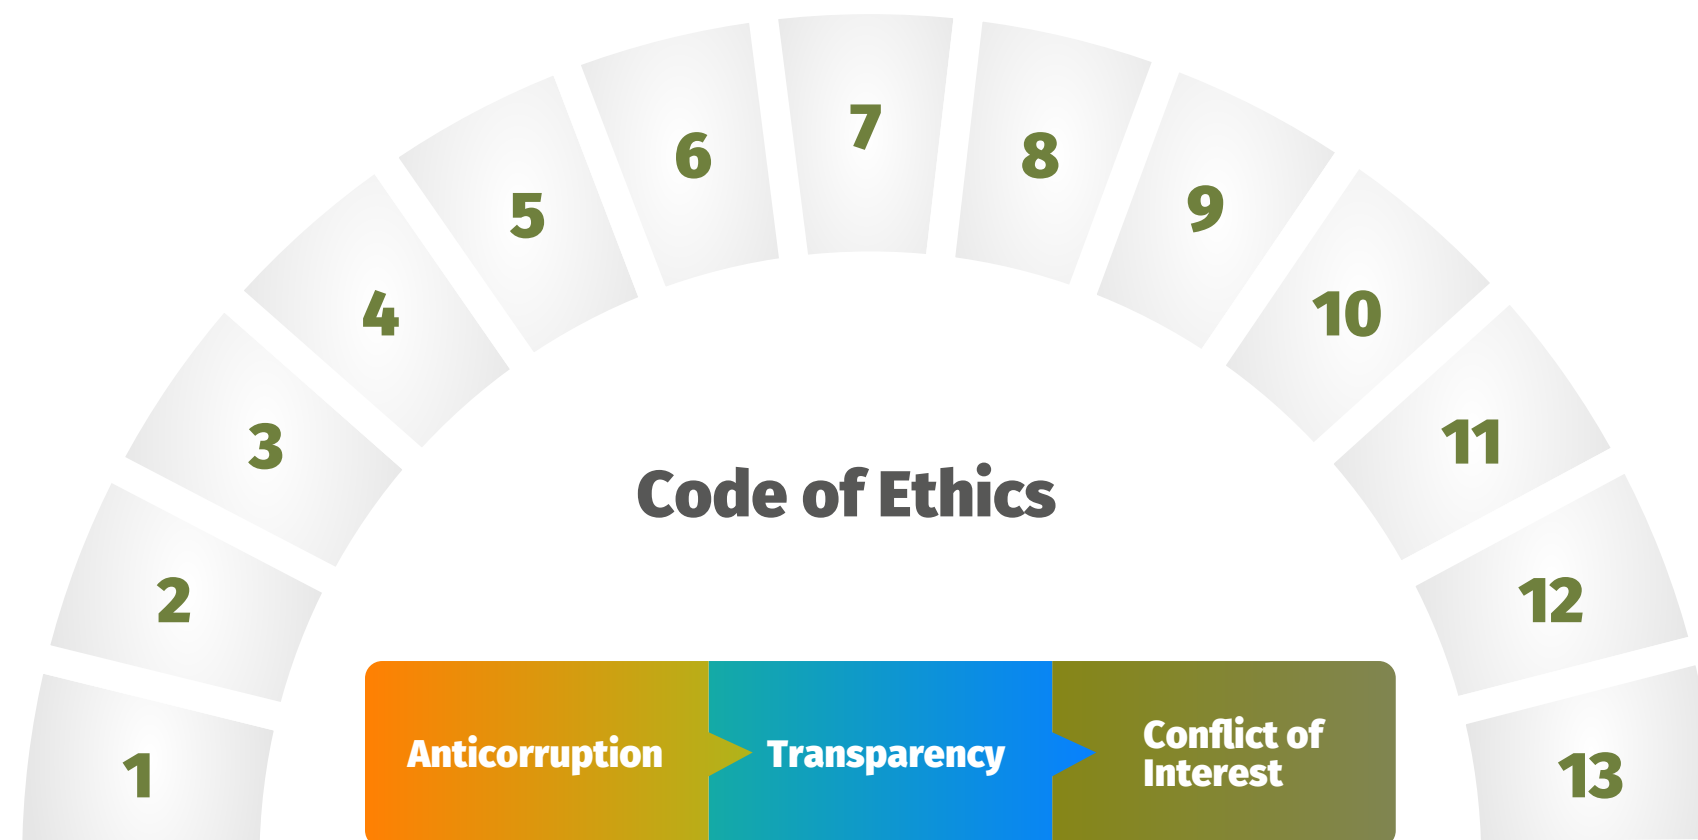 1
2
3
4
5
6
7
8
9
10
11
12
13
Code of Ethics
Anticorruption
Transparency
Conflict of
Interest